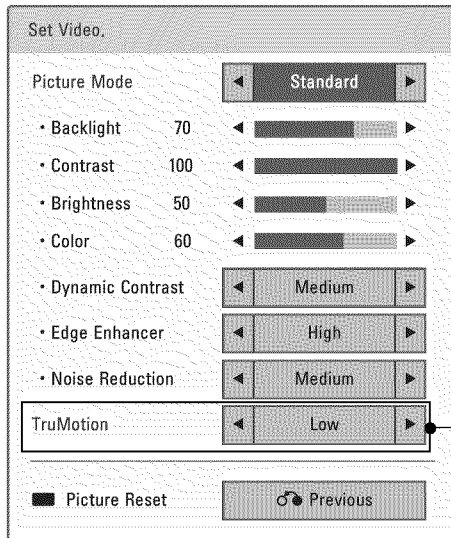 Set Video.
Picture Mode ◄ Standard ►
• Backlight 70 ◄ ►
• Contrast 100 ◄ ►
• Brightness 50 ◄ ►
• Color 60 ◄ ►
• Dynamic Contrast ◄ Medium ►
• Edge Enhancer ◄ High ►
• Noise Reduction ◄ Medium ►
TruMotion ◄ Low ►
Picture Reset Previous